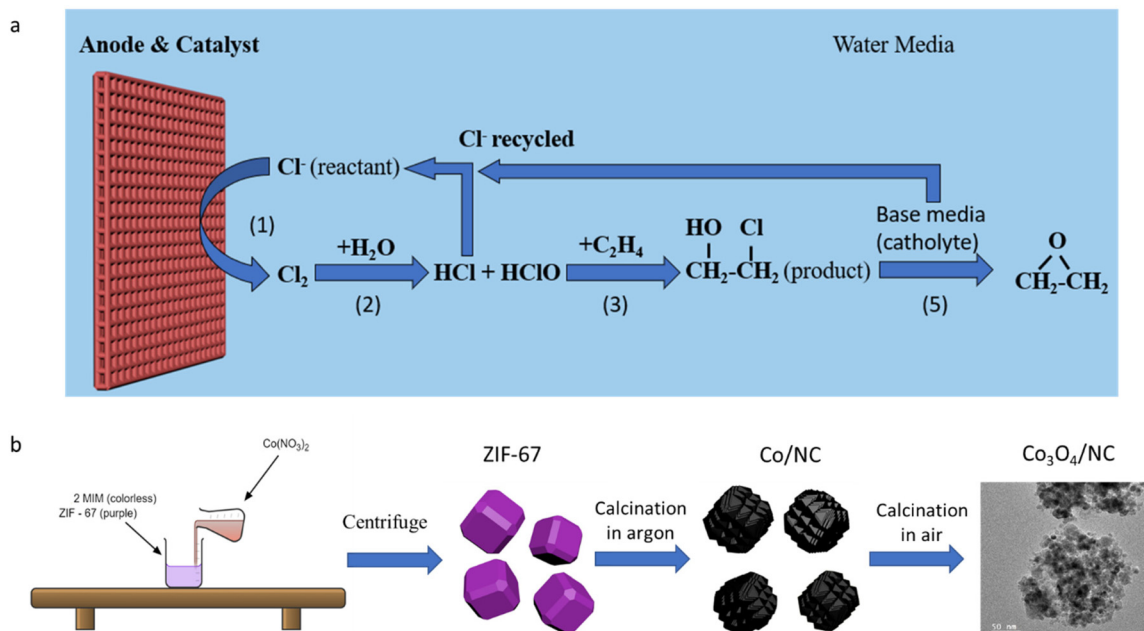 a
Anode & Catalyst
Water Media
Cl⁻ recycled
Cl⁻ (reactant)
(1)
Cl₂
+H₂O
(2)
HCl + HClO
+C₂H₄
(3)
HO Cl
CH₂-CH₂ (product)
Base media
(catholyte)
(5)
O
CH₂-CH₂
b
Co(NO₃)₂
2 MIM (colorless)
ZIF - 67 (purple)
Centrifuge
ZIF-67
Calcination
in argon
Co/NC
Calcination
in air
Co₃O₄/NC
50 nm